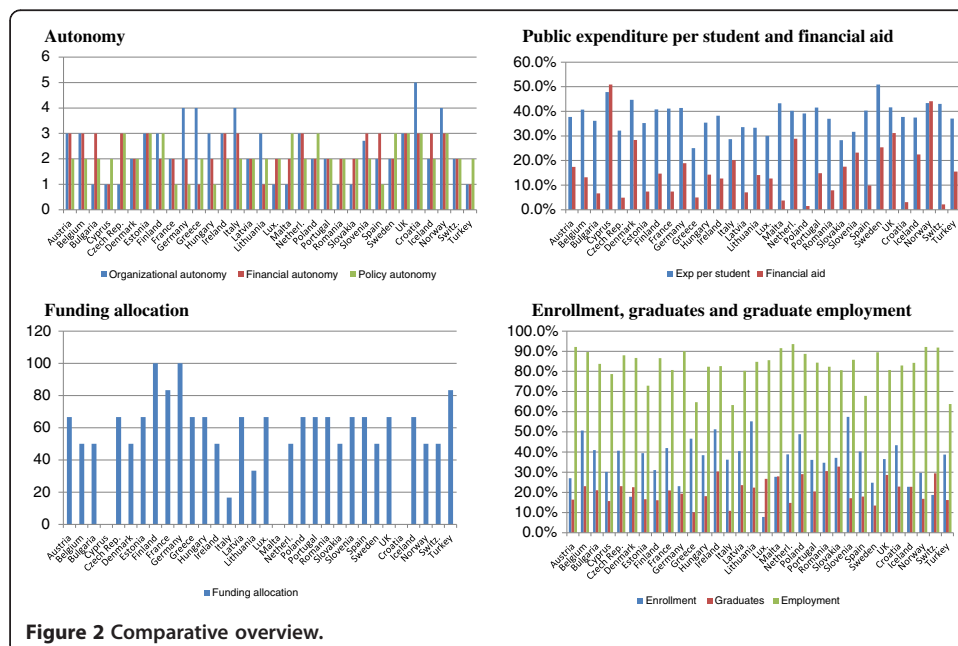 Autonomy
6
5
4
3
2
1
0
Austria Belgium Bulgaria Cyprus Czech Rep. Denmark Estonia Finland France Germany Greece Hungary Ireland Italy Latvia Lithuania Lux. Malta Netherl. Poland Portugal Romania Slovakia Slovenia Spain Sweden UK Croatia Iceland Norway Switz. Turkey
Organizational autonomy Financial autonomy Policy autonomy
Public expenditure per student and financial aid
60.0%
50.0%
40.0%
30.0%
20.0%
10.0%
0.0%
Austria Belgium Bulgaria Cyprus Czech Rep. Denmark Estonia Finland France Germany Greece Hungary Ireland Italy Latvia Lithuania Lux. Malta Netherl. Poland Portugal Romania Slovakia Slovenia Spain Sweden UK Croatia Iceland Norway Switz. Turkey
Exp per student Financial aid
Funding allocation
120
100
80
60
40
20
0
Austria Belgium Bulgaria Cyprus Czech Rep. Denmark Estonia Finland France Germany Greece Hungary Ireland Italy Latvia Lithuania Lux. Malta Netherl. Poland Portugal Romania Slovakia Slovenia Spain Sweden UK Croatia Iceland Norway Switz. Turkey
Funding allocation
Enrollment, graduates and graduate employment
100.0%
90.0%
80.0%
70.0%
60.0%
50.0%
40.0%
30.0%
20.0%
10.0%
0.0%
Austria Belgium Bulgaria Cyprus Czech Rep. Denmark Estonia Finland France Germany Greece Hungary Ireland Italy Latvia Lithuania Lux. Malta Netherl. Poland Portugal Romania Slovakia Slovenia Spain Sweden UK Croatia Iceland Norway Switz. Turkey
Enrollment Graduates Employment
Figure 2 Comparative overview.